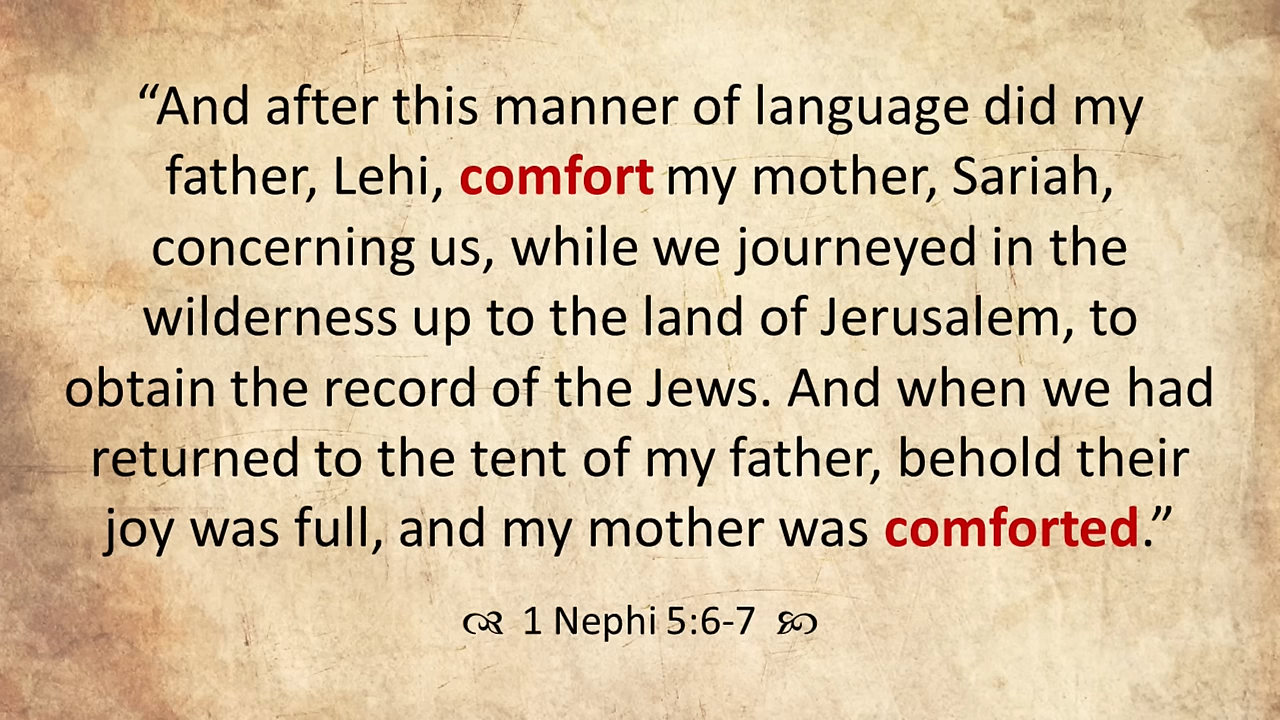 “And after this manner of language did my
father, Lehi, comfort my mother, Sariah,
concerning us, while we journeyed in the
wilderness up to the land of Jerusalem, to
obtain the record of the Jews. And when we had
returned to the tent of my father, behold their
joy was full, and my mother was comforted.”
1 Nephi 5:6-7